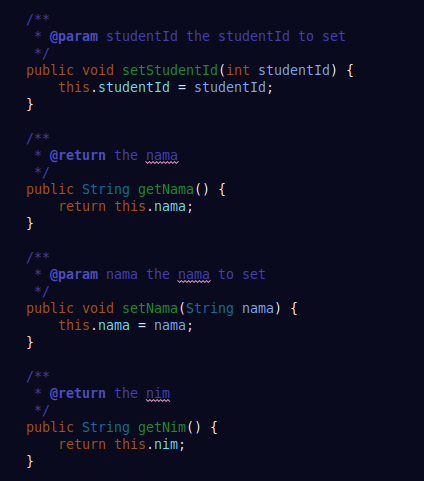 /**
 * @param studentId the studentId to set
 */
public void setStudentId(int studentId) {
    this.studentId = studentId;
}

/**
 * @return the nama
 */
public String getNama() {
    return this.nama;
}

/**
 * @param nama the nama to set
 */
public void setNama(String nama) {
    this.nama = nama;
}

/**
 * @return the nim
 */
public String getNim() {
    return this.nim;
}